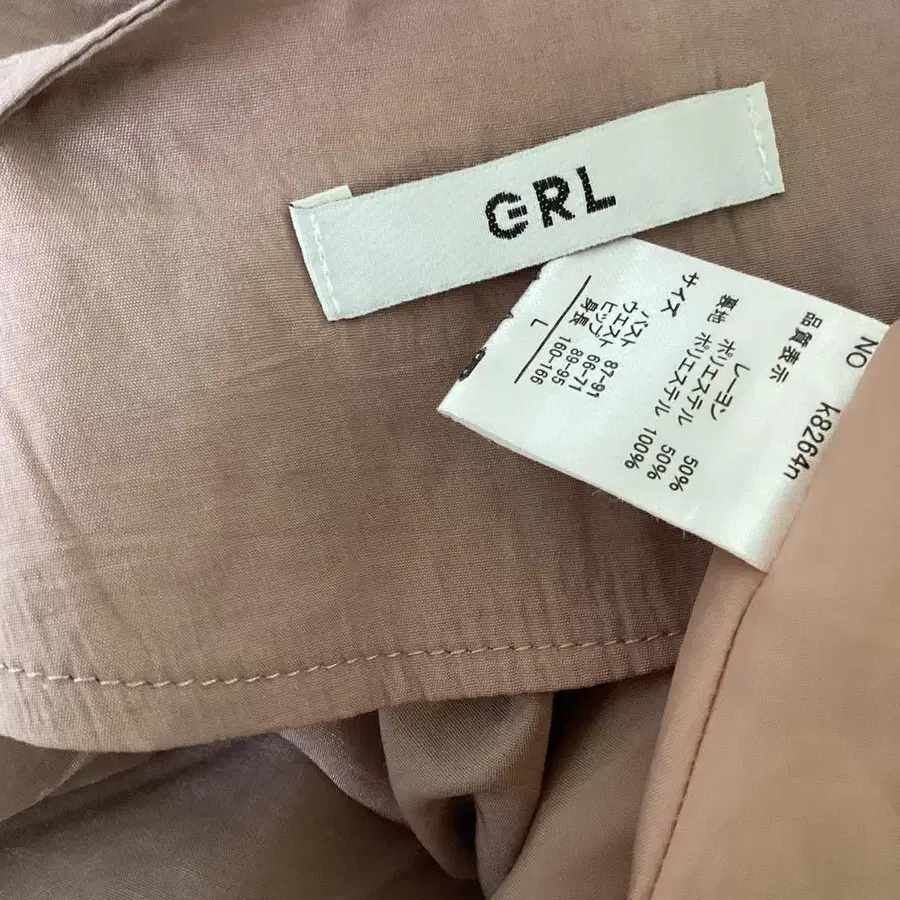 GRL
NO k8264n
品質表示
レーヨン 50%
ポリエステル 50%
裏地 ポリエステル 100%
サイズ
バスト 87-91
ウエスト 66-71
ヒップ 89-95
身長 160-166
L